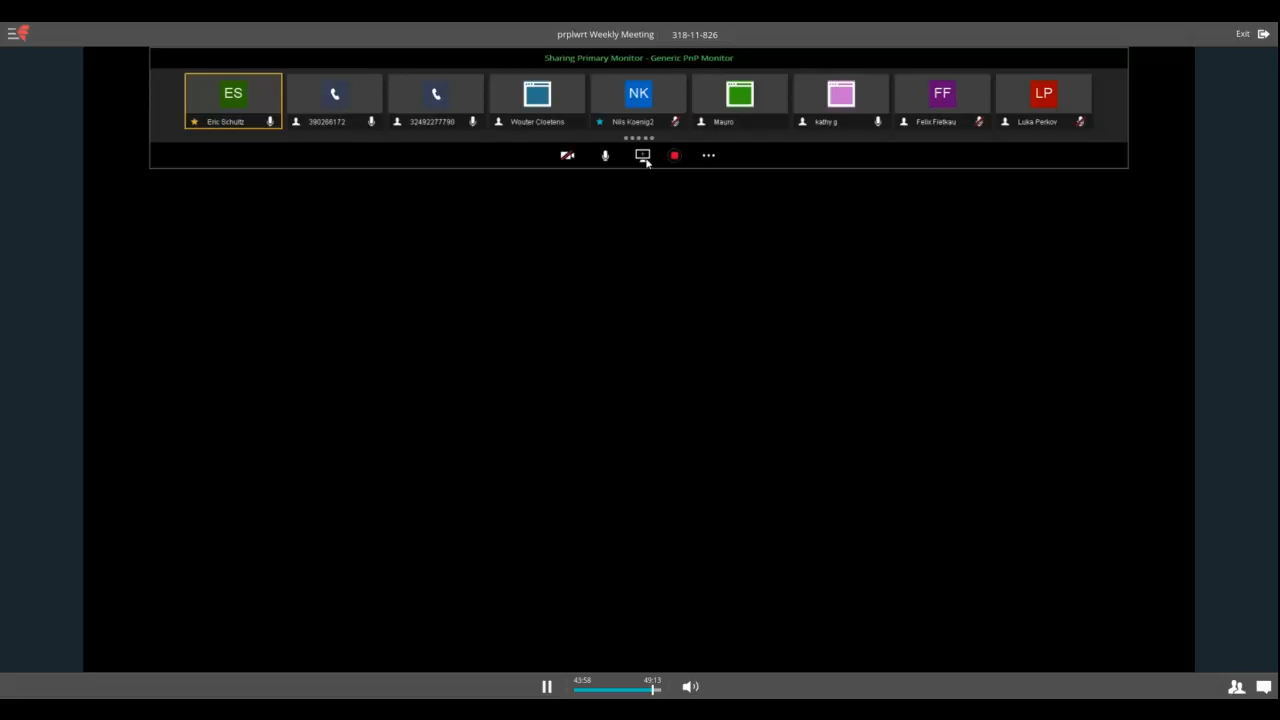 prplwrt Weekly Meeting 318-11-826
Exit
Sharing Primary Monitor - Generic PnP Monitor
ES NK FF LP
Eric Schultz 390266172 32492277790 Wouter Cloetens Nils Koenig2 Mauro kathy g Felix Fietkau Luka Perkov
43:58 49:13